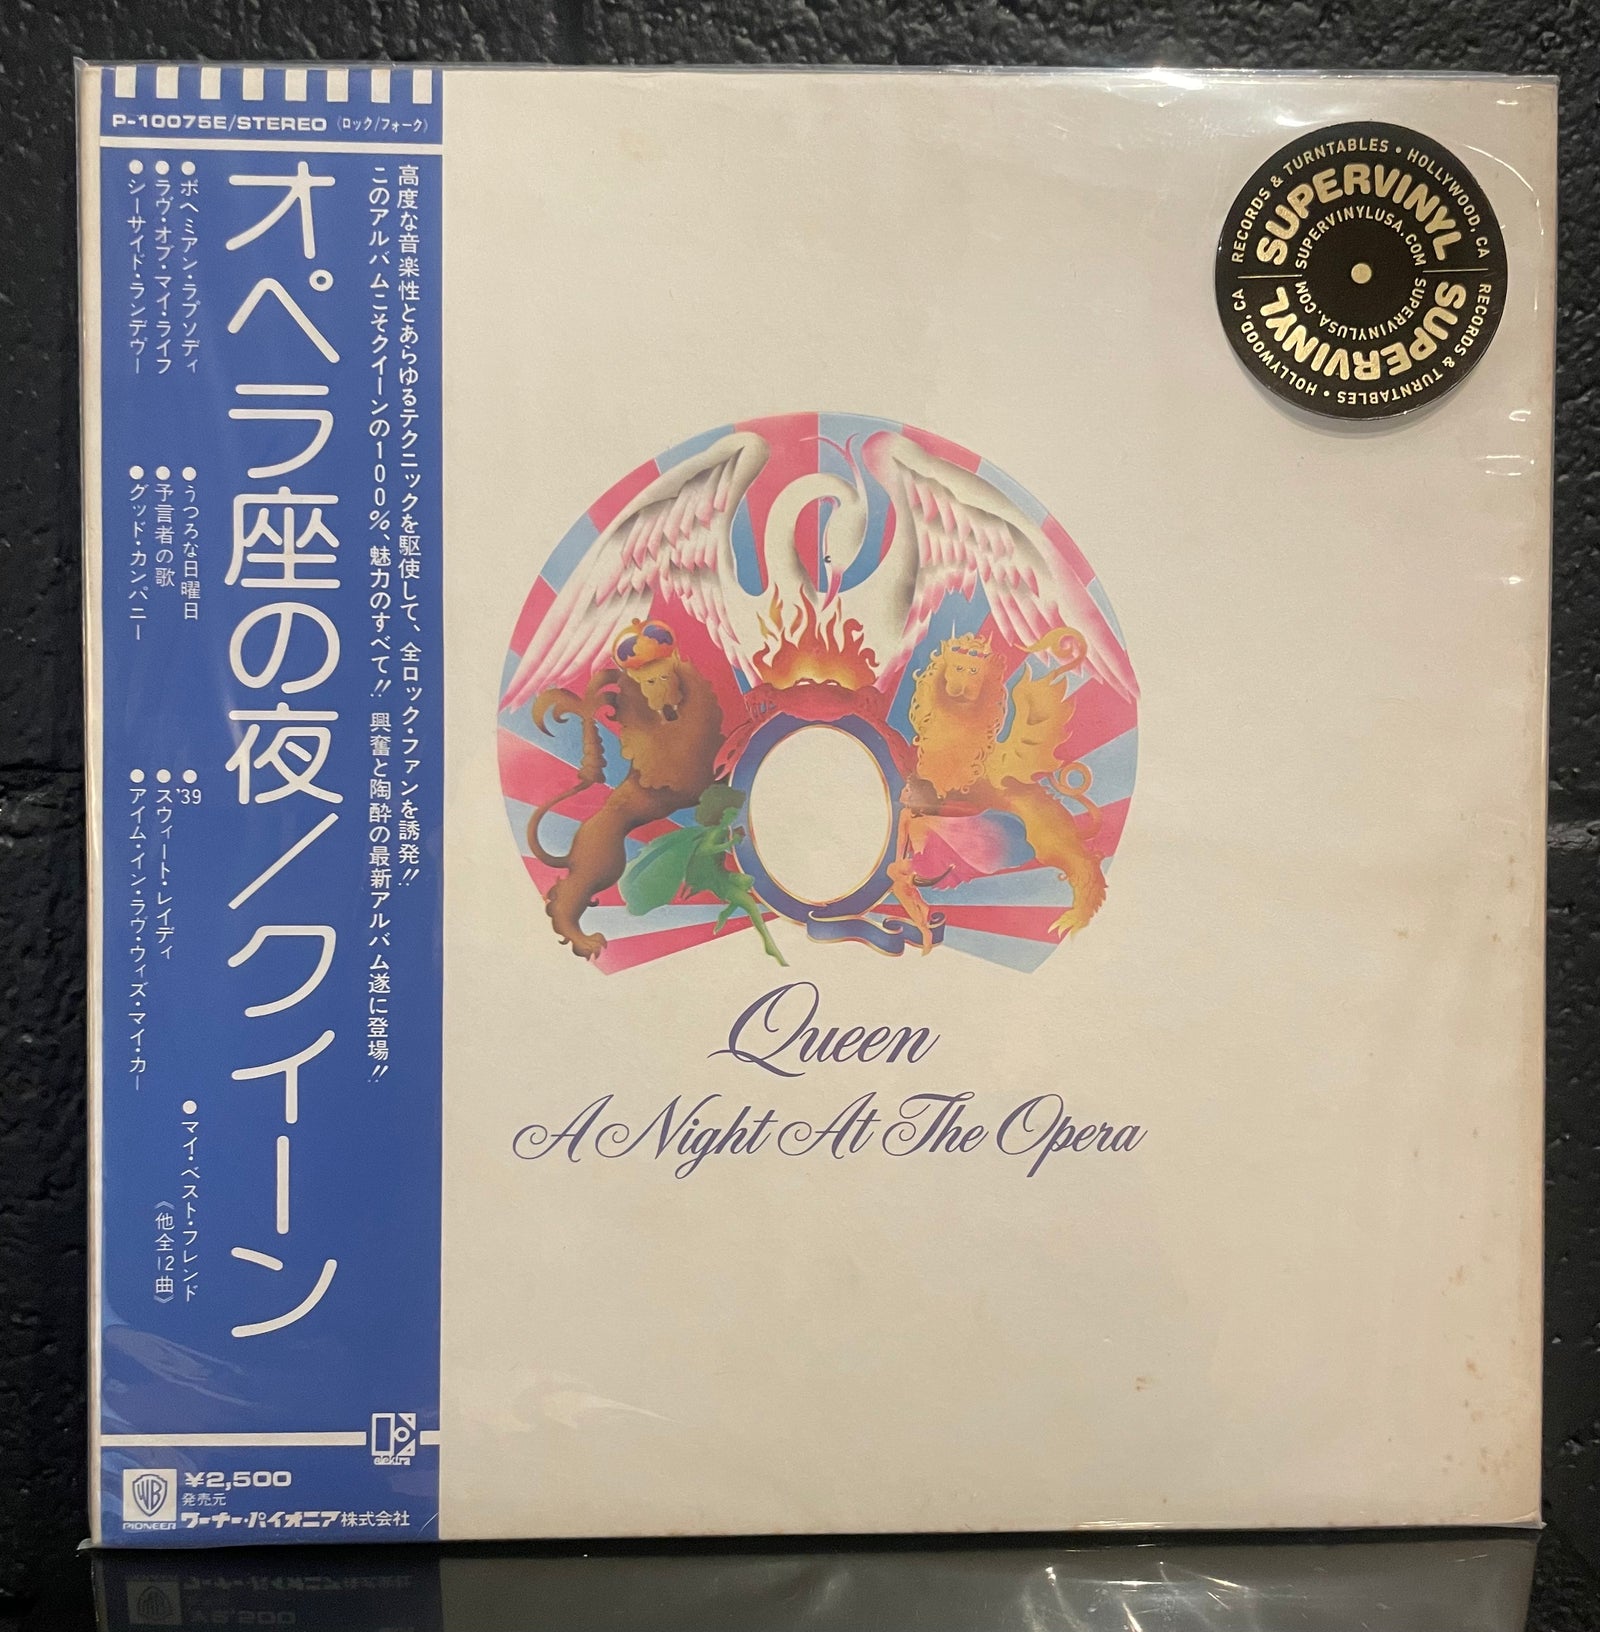 P-10075E/STEREO (ロック/フォーク)
高度な音楽性とあらゆるテクニックを駆使して、全ロック・ファンを誘発!!
このアルバムこそクイーンの100%、魅力のすべて!! 興奮と陶酔の最新アルバム遂に登場!!
オペラ座の夜/クイーン
●ボヘミアン・ラプソディ
●ラヴ・オブ・マイ・ライフ
●シーサイド・ランデヴー
●うつろな日曜日
●予言者の歌
●グッド・カンパニー
●'39
●スウィート・レイディ
●アイム・イン・ラヴ・ウィズ・マイ・カー
●マイ・ベスト・フレンド
《他全12曲》
elektra
WB
PIONEER
¥2,500
発売元
ワーナー・パイオニア株式会社
Queen
A Night At The Opera
RECORDS & TURNTABLES • HOLLYWOOD, CA
SUPERVINYL
SUPERVINYLUSA.COM
RECORDS & TURNTABLES • HOLLYWOOD, CA
SUPERVINYL
SUPERVINYLUSA.COM